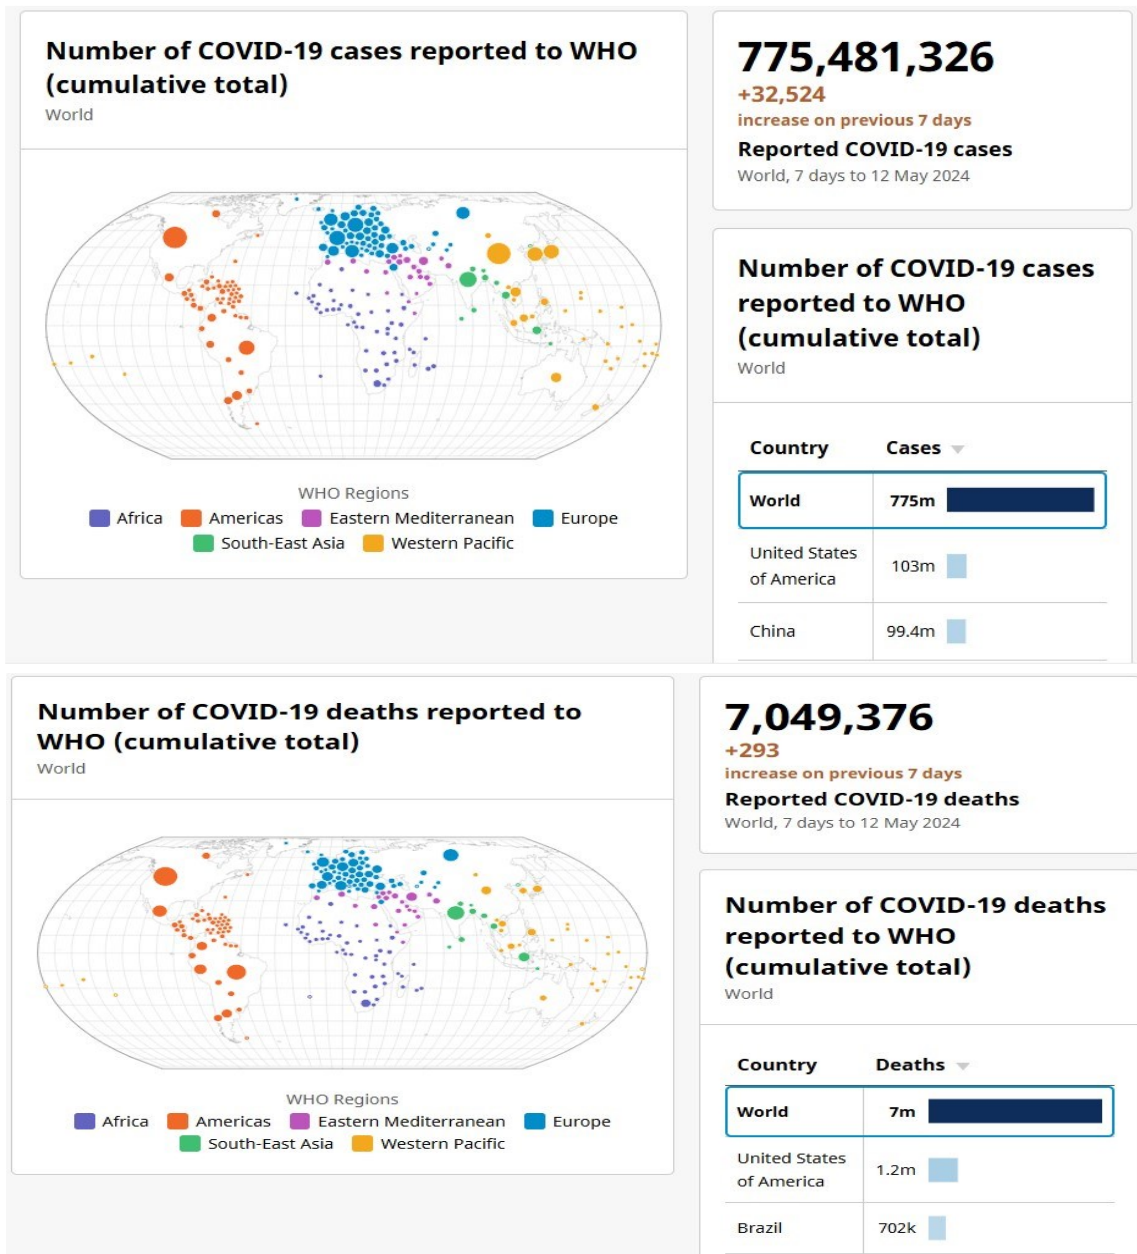 Number of COVID-19 cases reported to WHO
(cumulative total)
World
WHO Regions
Africa Americas Eastern Mediterranean Europe
South-East Asia Western Pacific
775,481,326
+32,524
increase on previous 7 days
Reported COVID-19 cases
World, 7 days to 12 May 2024
Number of COVID-19 cases
reported to WHO
(cumulative total)
World
Country Cases
World 775m
United States
of America 103m
China 99.4m
Number of COVID-19 deaths reported to
WHO (cumulative total)
World
WHO Regions
Africa Americas Eastern Mediterranean Europe
South-East Asia Western Pacific
7,049,376
+293
increase on previous 7 days
Reported COVID-19 deaths
World, 7 days to 12 May 2024
Number of COVID-19 deaths
reported to WHO
(cumulative total)
World
Country Deaths
World 7m
United States
of America 1.2m
Brazil 702k